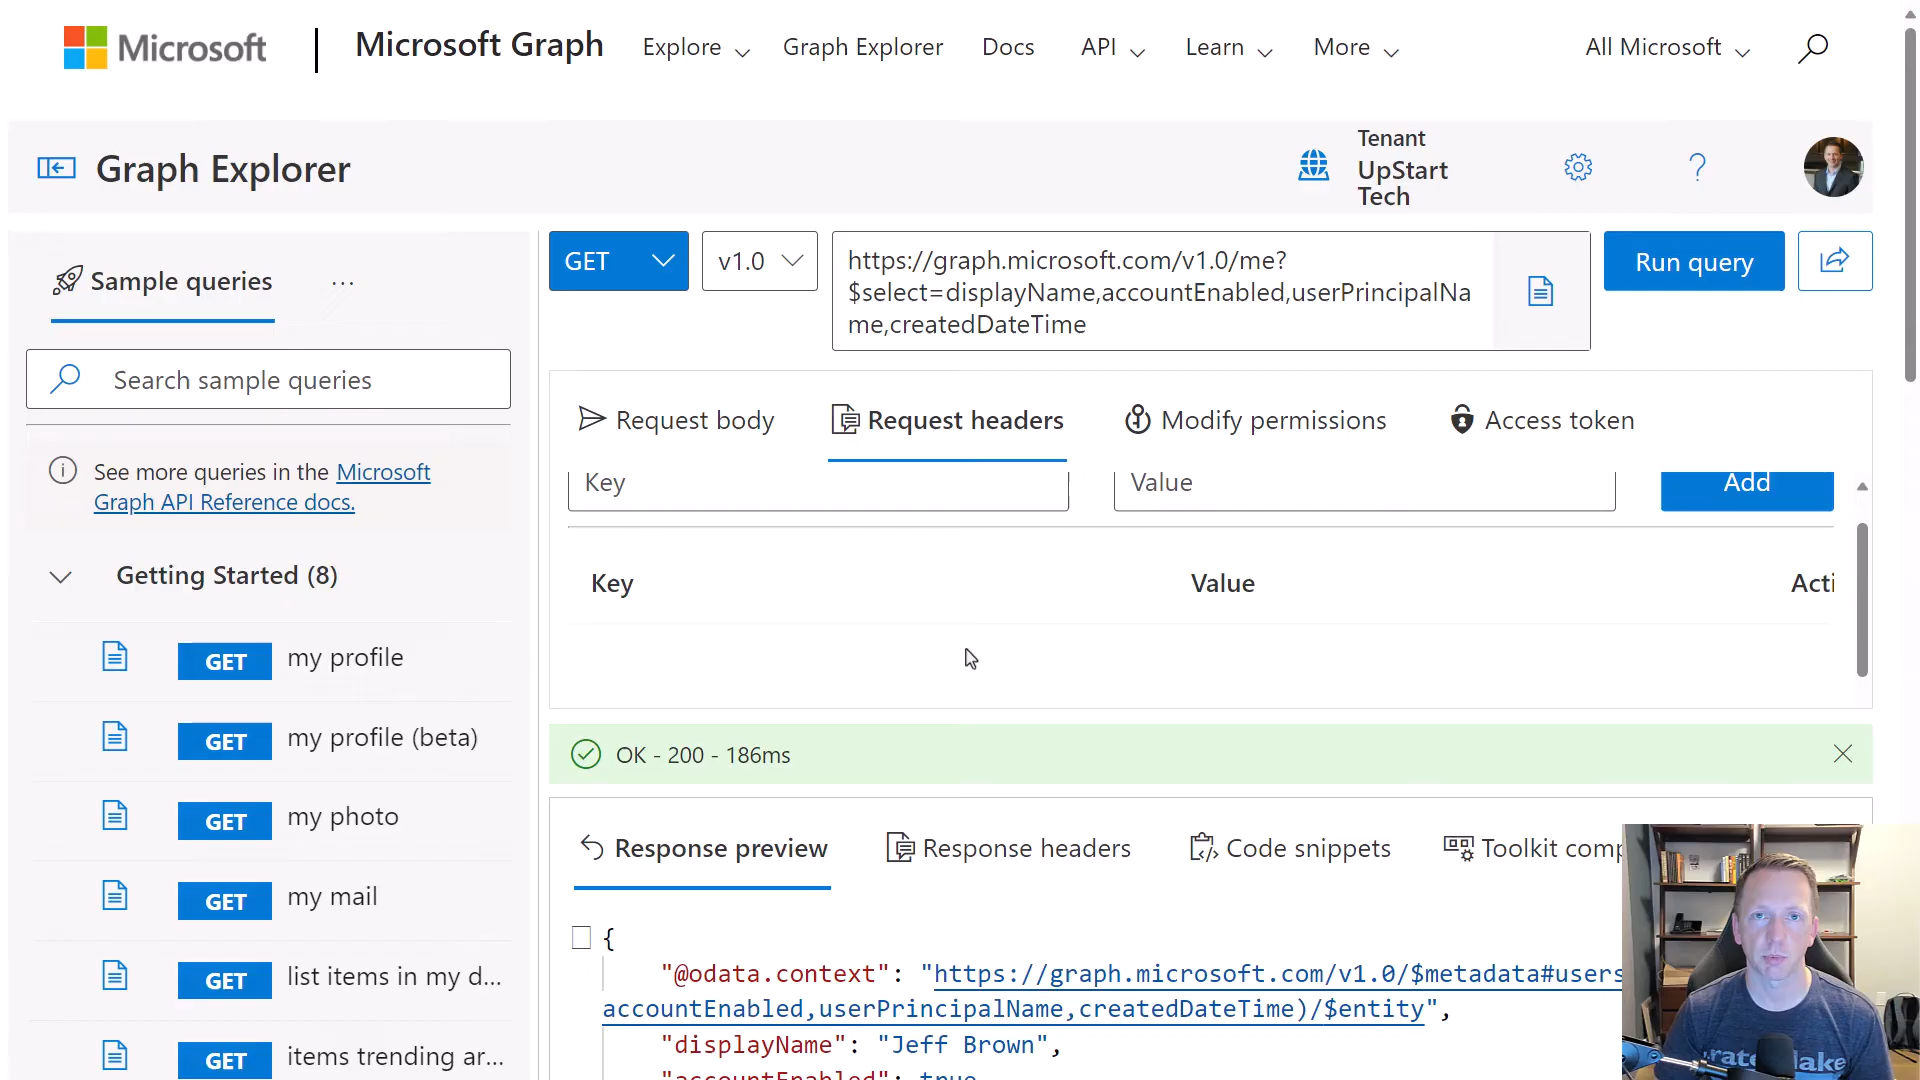 Microsoft
Microsoft Graph
Explore
Graph Explorer
Docs
API
Learn
More
All Microsoft
Graph Explorer
Tenant
UpStart
Tech
Sample queries
...
GET
v1.0
https://graph.microsoft.com/v1.0/me?
$select=displayName,accountEnabled,userPrincipalNa
me,createdDateTime
Run query
Search sample queries
See more queries in the Microsoft
Graph API Reference docs.
Request body
Request headers
Modify permissions
Access token
Key
Value
Add
Key
Value
Acti
Getting Started (8)
GET my profile
GET my profile (beta)
GET my photo
GET my mail
GET list items in my d...
GET items trending ar...
OK - 200 - 186ms
Response preview
Response headers
Code snippets
Toolkit comp
{
"@odata.context": "https://graph.microsoft.com/v1.0/$metadata#users
accountEnabled,userPrincipalName,createdDateTime)/$entity",
"displayName": "Jeff Brown",
"accountEnabled": true